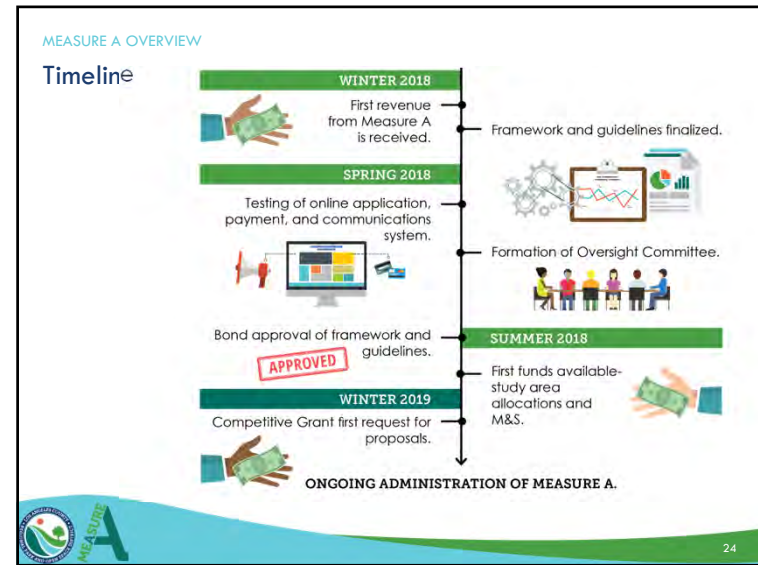 MEASURE A OVERVIEW
Timeline
WINTER 2018
First revenue
from Measure A
is received.
Framework and guidelines finalized.
SPRING 2018
Testing of online application,
payment, and communications
system.
Formation of Oversight Committee.
Bond approval of framework and
guidelines.
APPROVED
SUMMER 2018
First funds available-
study area
allocations and
M&S.
WINTER 2019
Competitive Grant first request for
proposals.
ONGOING ADMINISTRATION OF MEASURE A.
MEASURE
A
24